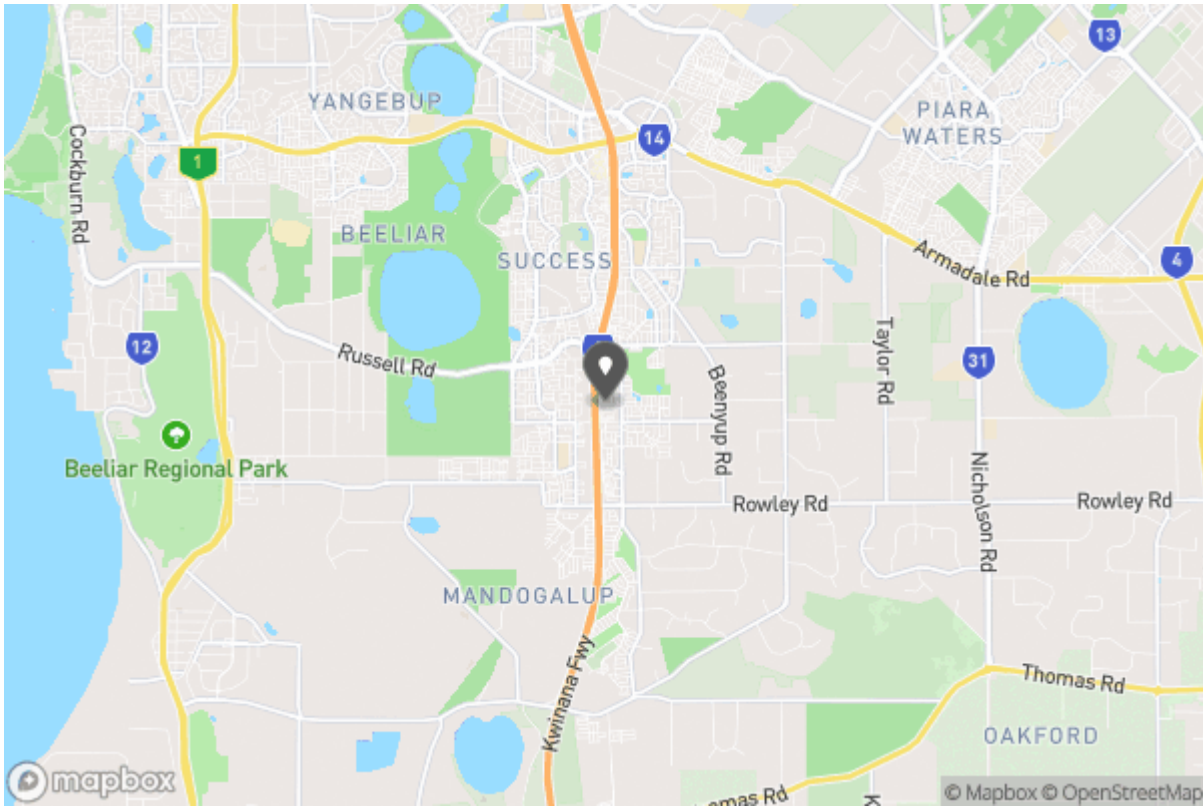 13
YANGEBUP
PIARA
WATERS
14
1
Cockburn Rd
BEELIAR
SUCCESS
Armadale Rd
4
12
Russell Rd
Taylor Rd
31
Beenyup Rd
Beeliar Regional Park
Nicholson Rd
Rowley Rd
Rowley Rd
MANDOGALUP
Kwinana Fwy
Thomas Rd
OAKFORD
mapbox
omas Rd
K
© Mapbox © OpenStreetMap